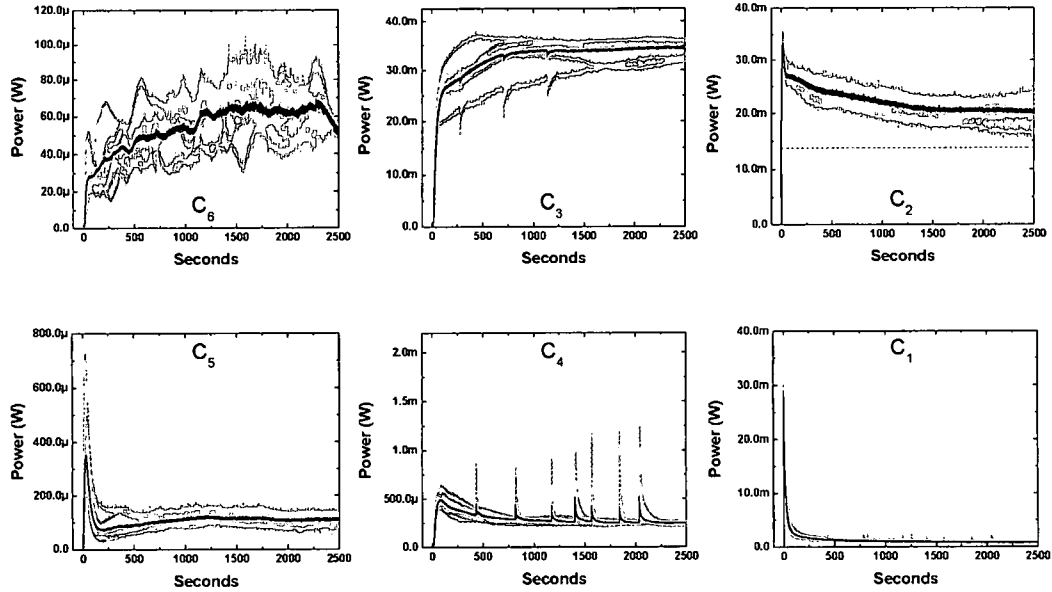 120.0µ
100.0µ
80.0µ
60.0µ
40.0µ
20.0µ
0.0
Power (W)
C6
0 500 1000 1500 2000 2500
Seconds
40.0m
30.0m
20.0m
10.0m
0.0
Power (W)
C3
0 500 1000 1500 2000 2500
Seconds
40.0m
30.0m
20.0m
10.0m
0.0
Power (W)
C2
0 500 1000 1500 2000 2500
Seconds
800.0µ
600.0µ
400.0µ
200.0µ
0.0
Power (W)
C5
0 500 1000 1500 2000 2500
Seconds
2.0m
1.5m
1.0m
500.0µ
0.0
Power (W)
C4
0 500 1000 1500 2000 2500
Seconds
40.0m
30.0m
20.0m
10.0m
0.0
Power (W)
C1
0 500 1000 1500 2000 2500
Seconds